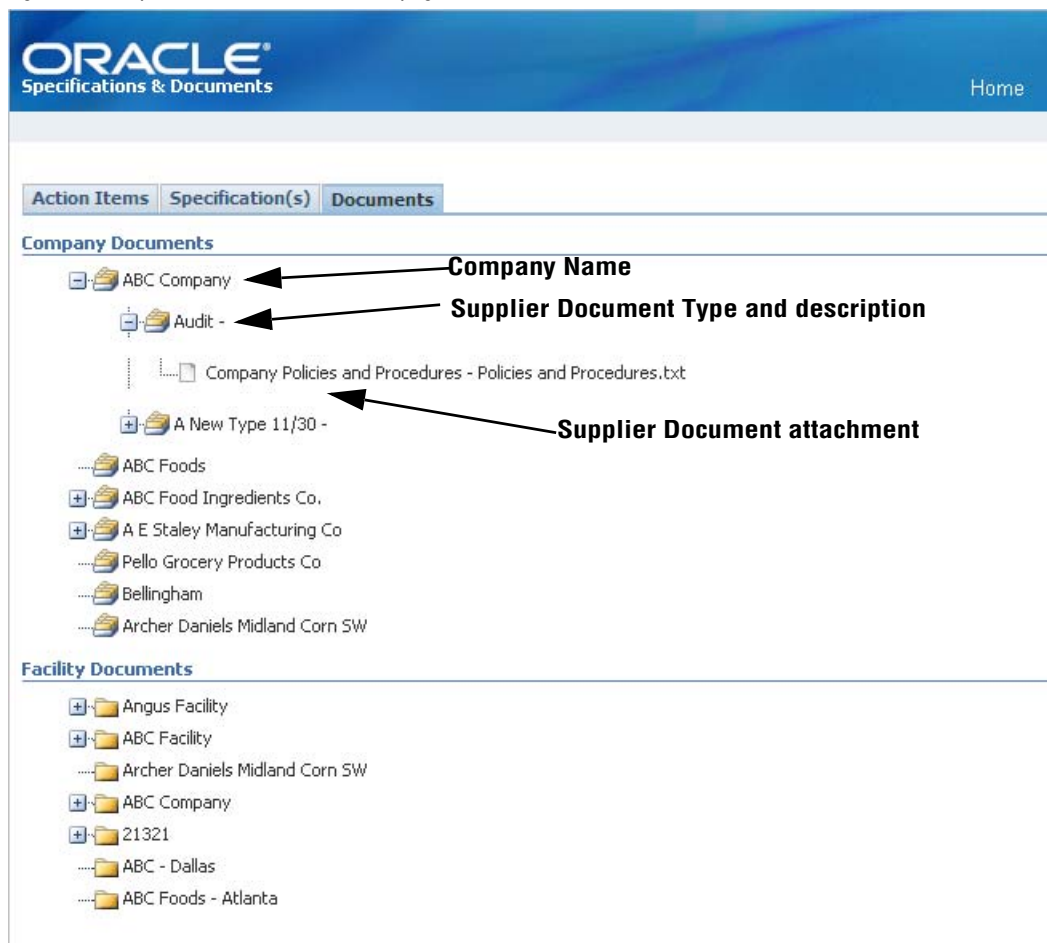 ORACLE®
Specifications & Documents
Home
Action Items Specification(s) Documents
Company Documents
ABC Company
Company Name
Audit -
Supplier Document Type and description
Company Policies and Procedures - Policies and Procedures.txt
Supplier Document attachment
A New Type 11/30 -
ABC Foods
ABC Food Ingredients Co.
A E Staley Manufacturing Co
Pello Grocery Products Co
Bellingham
Archer Daniels Midland Corn SW
Facility Documents
Angus Facility
ABC Facility
Archer Daniels Midland Corn SW
ABC Company
21321
ABC - Dallas
ABC Foods - Atlanta